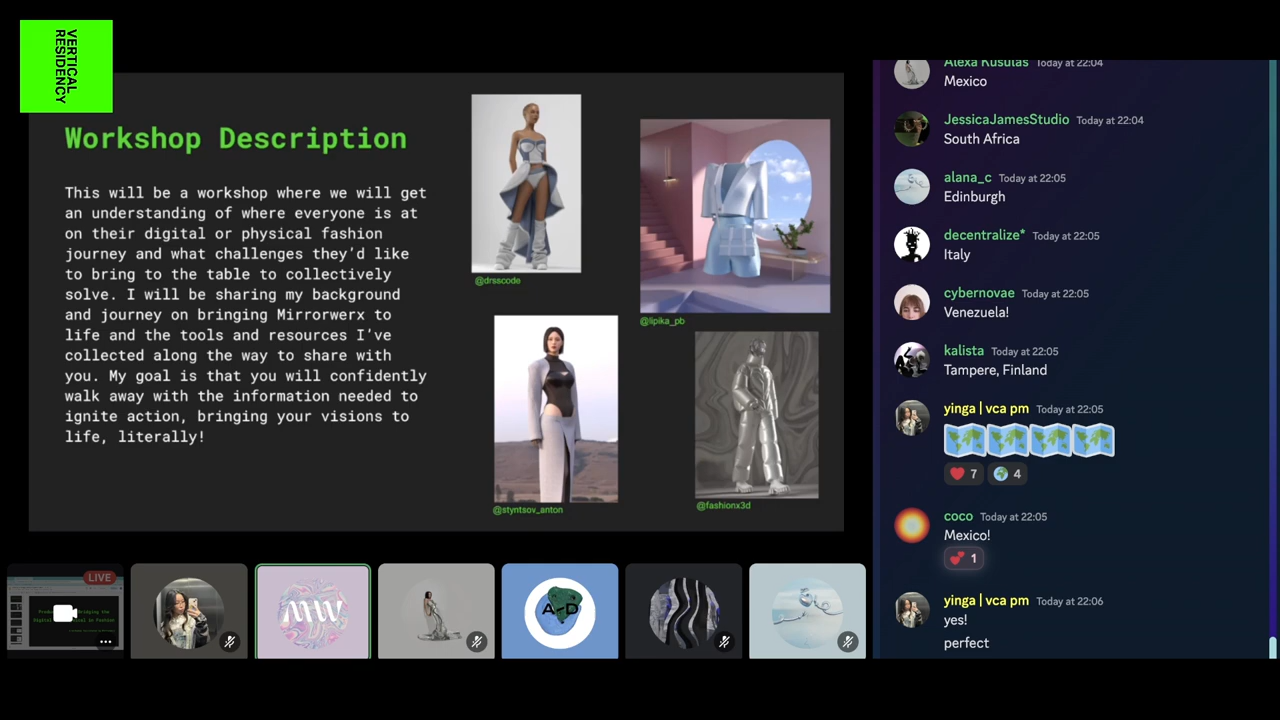 VERTICAL
RESIDENCY
Workshop Description
This will be a workshop where we will get
an understanding of where everyone is at
on their digital or physical fashion
journey and what challenges they’d like
to bring to the table to collectively
solve. I will be sharing my background
and journey on bringing Mirrorwerx to
life and the tools and resources I’ve
collected along the way to share with
you. My goal is that you will confidently
walk away with the information needed to
ignite action, bringing your visions to
life, literally!
@drsscode
@lipika_pb
@styntsov_anton
@fashionx3d
LIVE
MW
A-D
Alexa Kusulas Today at 22:04
Mexico
JessicaJamesStudio Today at 22:04
South Africa
alana_c Today at 22:05
Edinburgh
decentralize* Today at 22:05
Italy
cybernovae Today at 22:05
Venezuela!
kalista Today at 22:05
Tampere, Finland
yinga | vca pm Today at 22:05
7 4
coco Today at 22:05
Mexico!
1
yinga | vca pm Today at 22:06
yes!
perfect